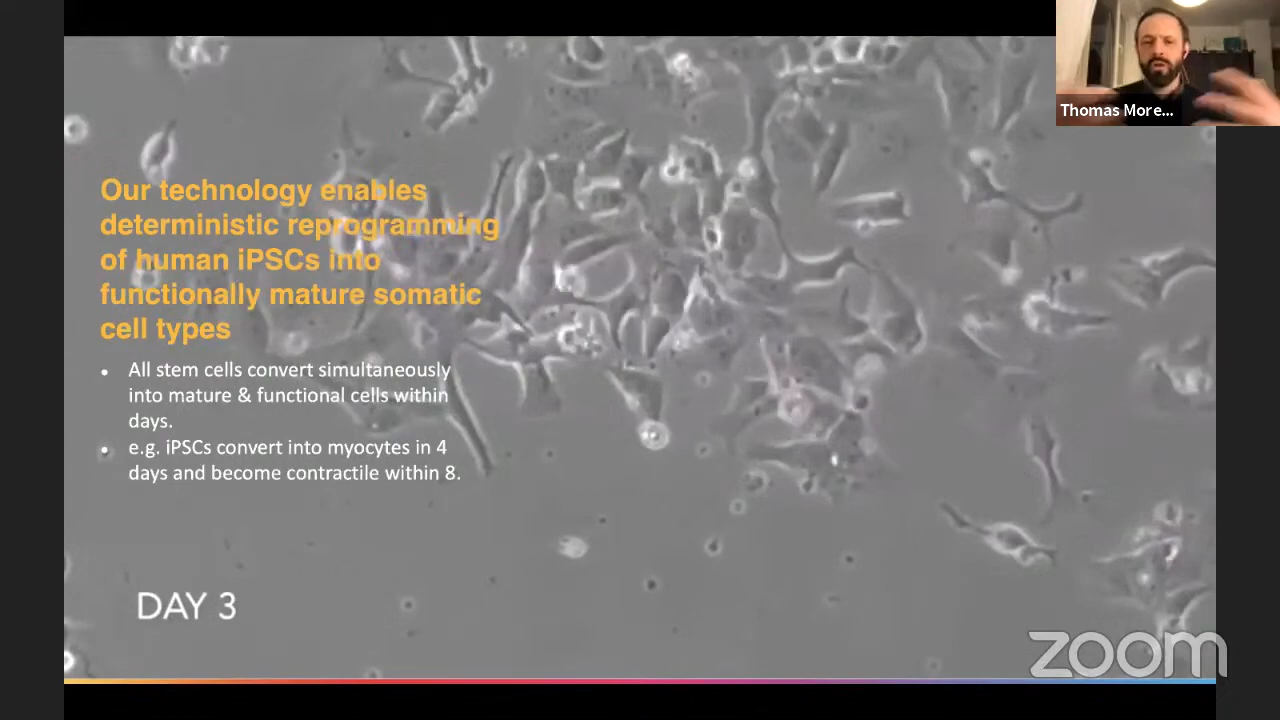 Thomas More...
Our technology enables
deterministic reprogramming
of human iPSCs into
functionally mature somatic
cell types
• All stem cells convert simultaneously
into mature & functional cells within
days.
• e.g. iPSCs convert into myocytes in 4
days and become contractile within 8.
DAY 3
zoom